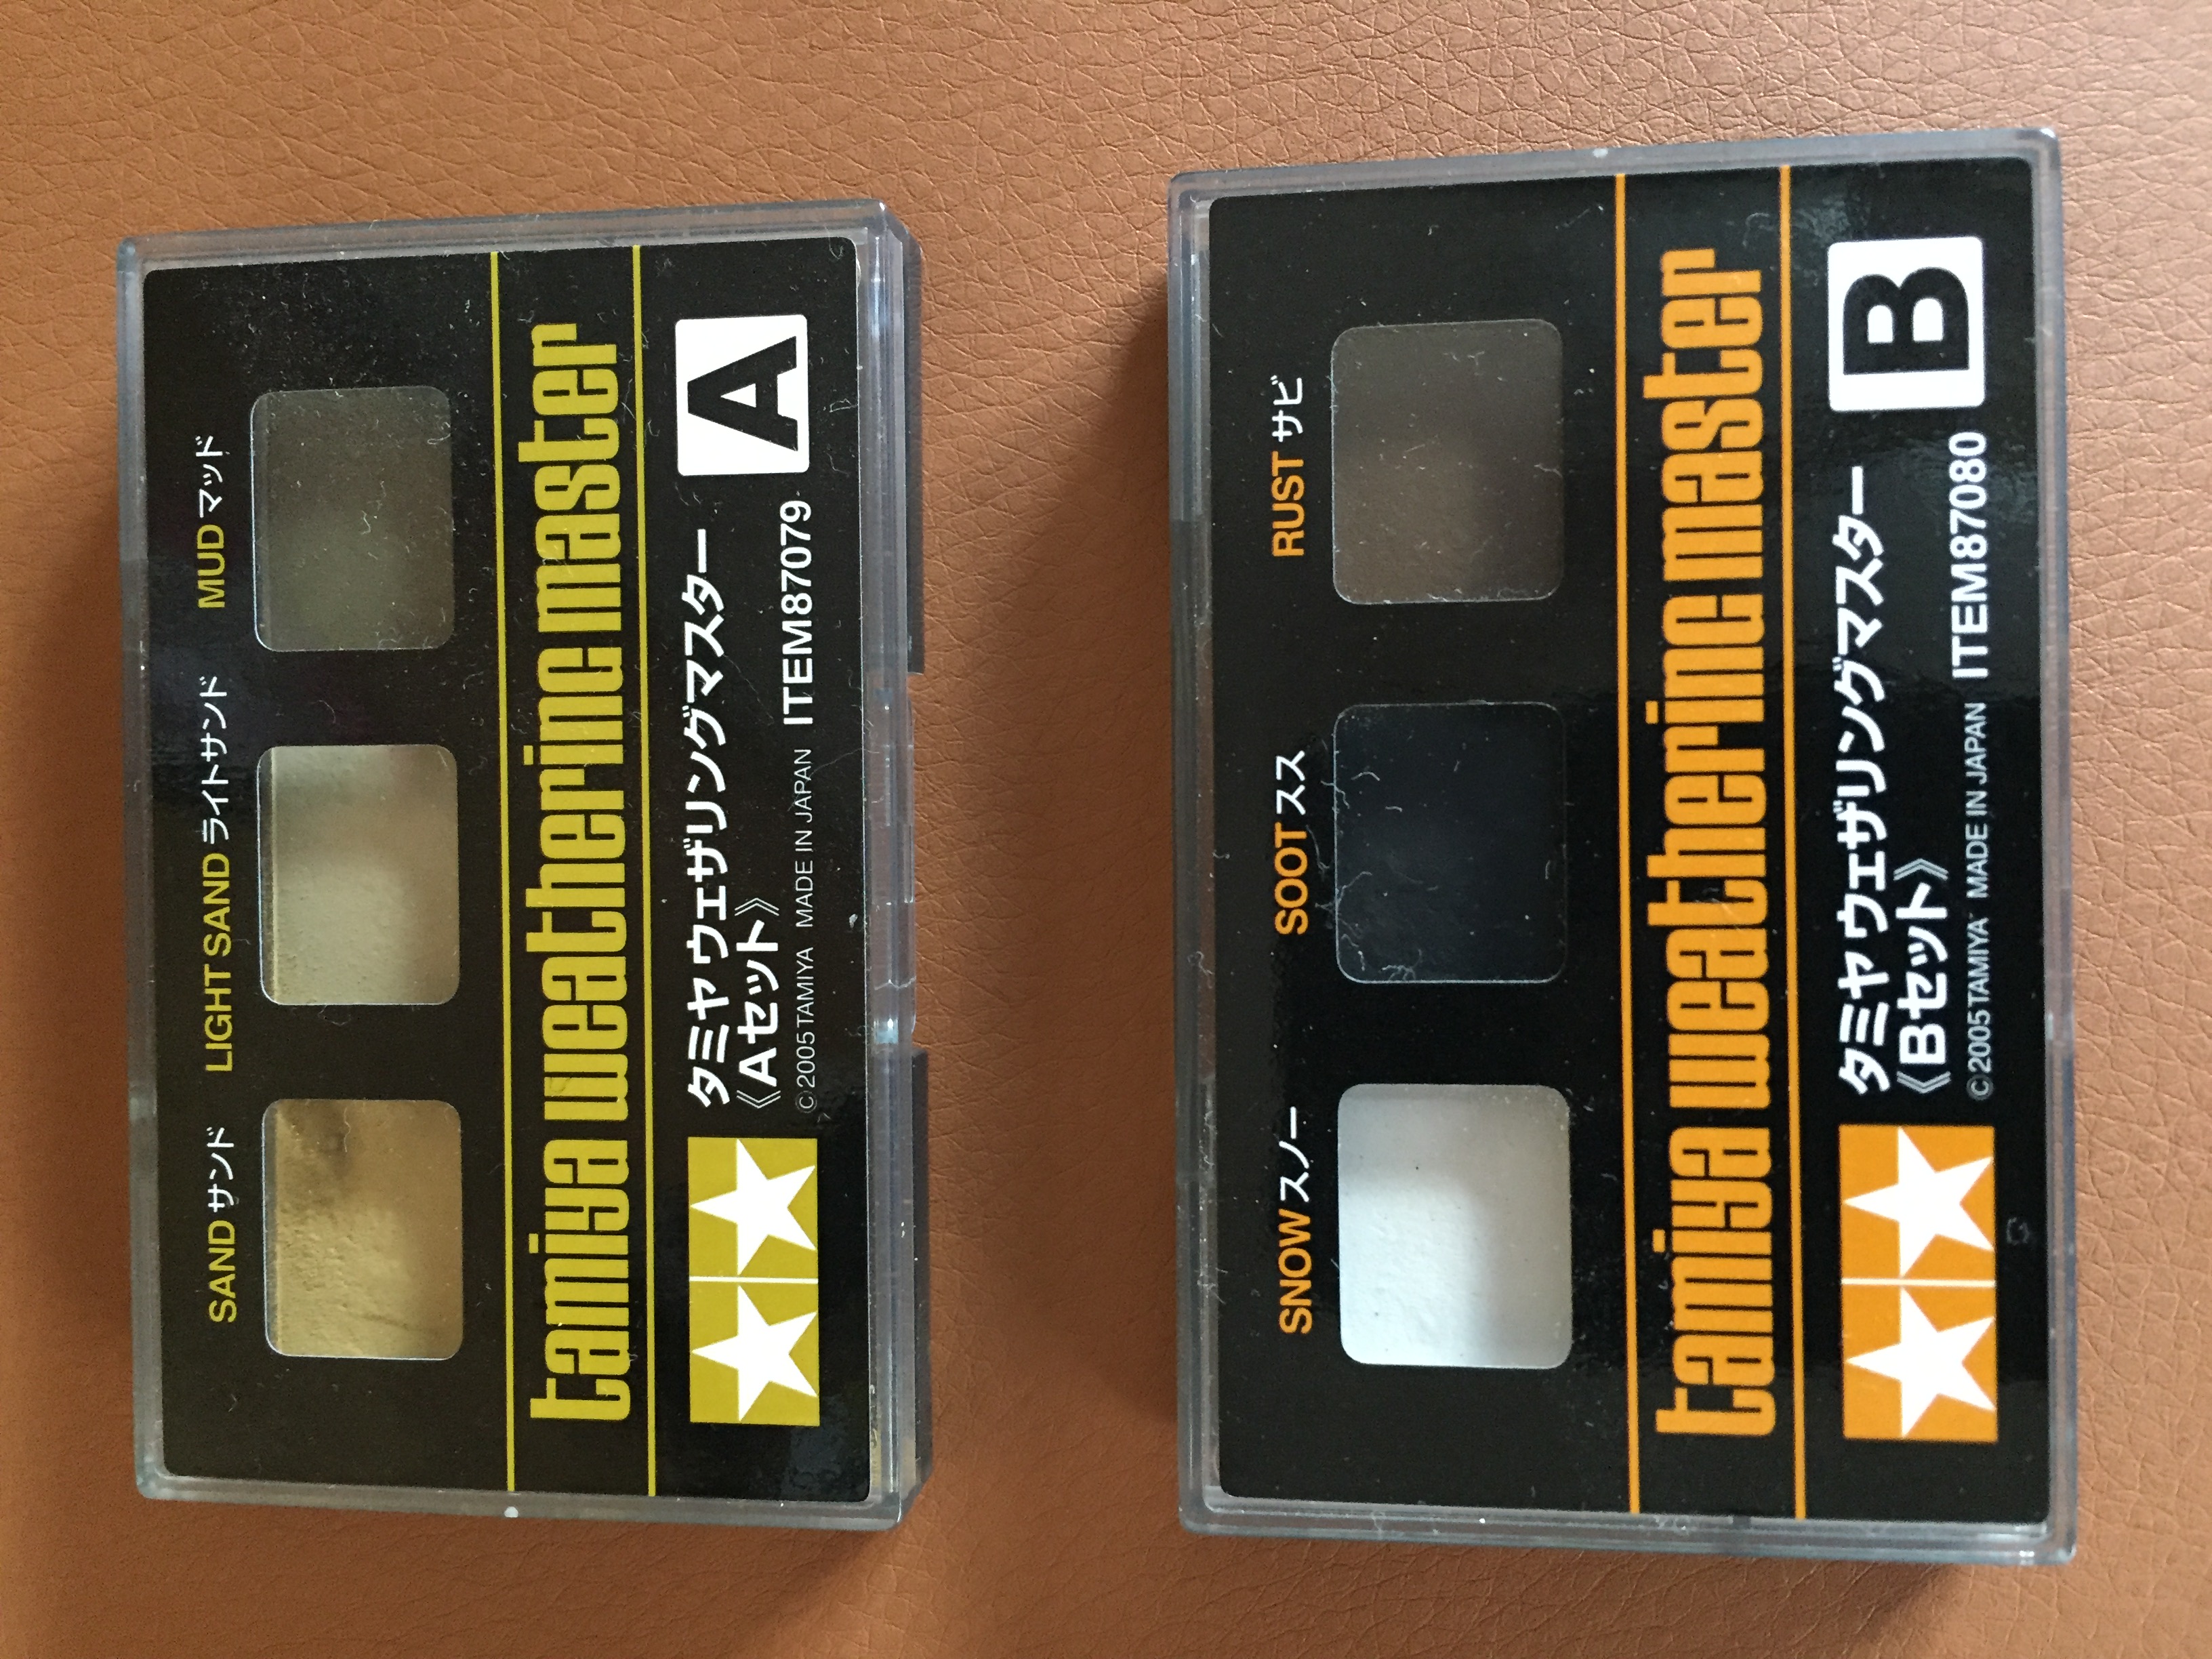 SAND サンド LIGHT SAND ライトサンド MUD マッド
tamiya weathering master
タミヤ ウェザリングマスター
《Aセット》
©2005 TAMIYA MADE IN JAPAN ITEM 87079
A
SNOW スノー SOOT スス RUST サビ
tamiya weathering master
タミヤ ウェザリングマスター
《Bセット》
©2005 TAMIYA MADE IN JAPAN ITEM 87080
B